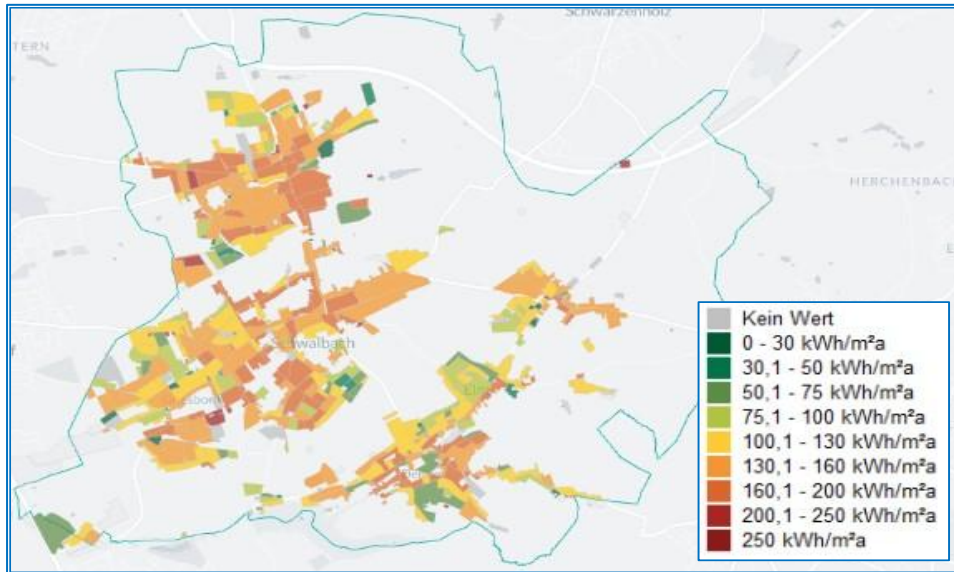 Schwarzenholz
TERN
HERCHENBACH
walbach
Kein Wert
0 - 30 kWh/m²a
30,1 - 50 kWh/m²a
50,1 - 75 kWh/m²a
75,1 - 100 kWh/m²a
100,1 - 130 kWh/m²a
130,1 - 160 kWh/m²a
160,1 - 200 kWh/m²a
200,1 - 250 kWh/m²a
250 kWh/m²a